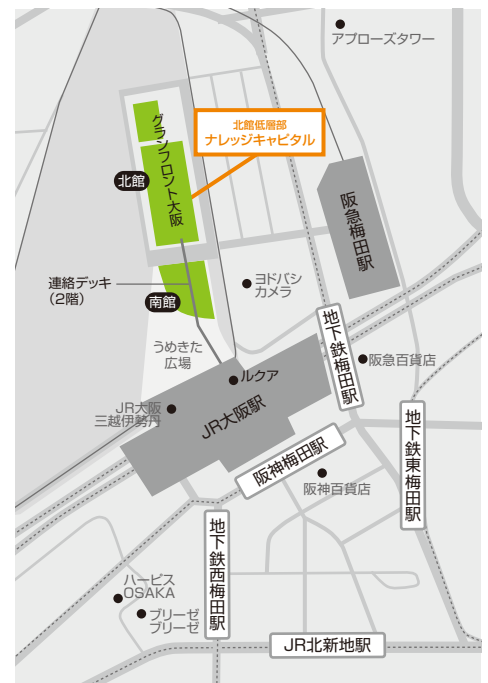 アプローズタワー
グランフロント大阪
北館低層部
ナレッジキャピタル
北館
阪急梅田駅
連絡デッキ
(2階)
南館
ヨドバシ
カメラ
うめきた
広場
ルクア
地下鉄梅田駅
阪急百貨店
JR大阪
三越伊勢丹
JR大阪駅
地下鉄東梅田駅
阪神梅田駅
阪神百貨店
地下鉄西梅田駅
ハービス
OSAKA
ブリーゼ
ブリーゼ
JR北新地駅